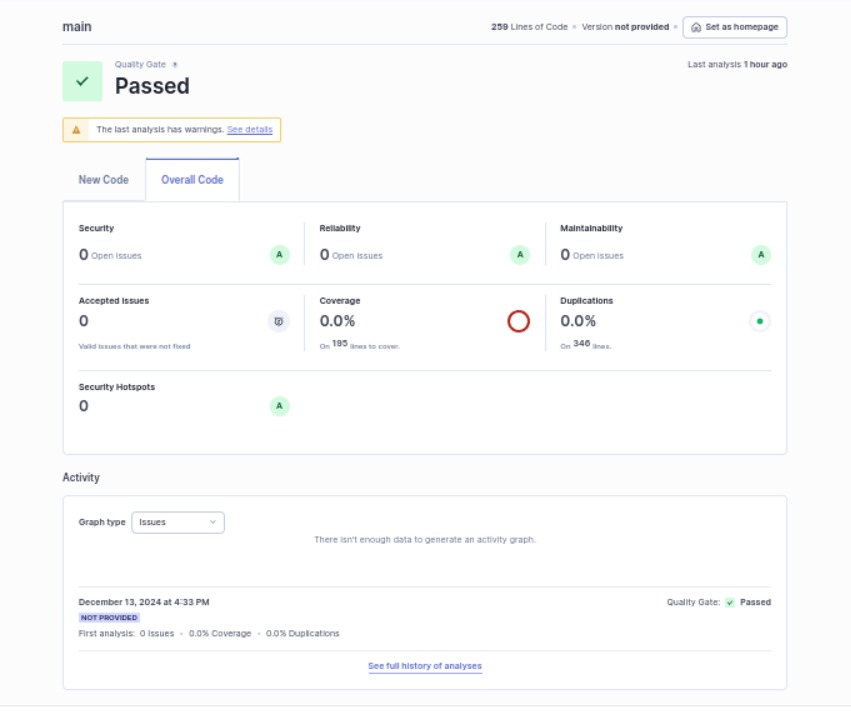 main 259 Lines of Code • Version not provided • Set as homepage
Quality Gate Last analysis 1 hour ago
Passed
The last analysis has warnings. See details
New Code Overall Code
Security Reliability Maintainability
0 Open issues A 0 Open issues A 0 Open issues A
Accepted issues Coverage Duplications
0 0.0% 0.0%
Valid issues that were not fixed On 195 lines to cover. On 346 lines.
Security Hotspots
0 A
Activity
Graph type Issues
There isn't enough data to generate an activity graph.
December 13, 2024 at 4:33 PM Quality Gate: Passed
NOT PROVIDED
First analysis: 0 Issues • 0.0% Coverage • 0.0% Duplications
See full history of analyses